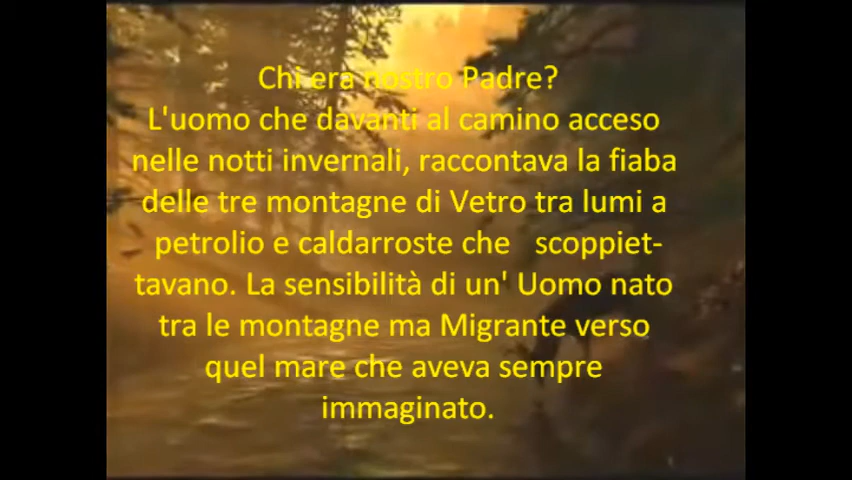 Chi era nostro Padre?
L'uomo che davanti al camino acceso
nelle notti invernali, raccontava la fiaba
delle tre montagne di Vetro tra lumi a
petrolio e caldarroste che scoppiet-
tavano. La sensibilità di un' Uomo nato
tra le montagne ma Migrante verso
quel mare che aveva sempre
immaginato.